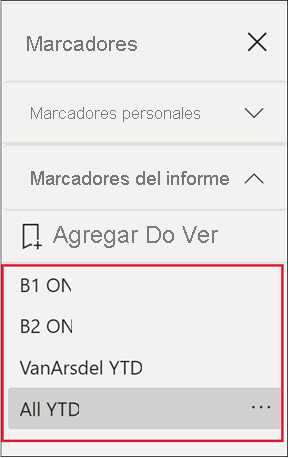 Marcadores
Marcadores personales
Marcadores del informe
Agregar Do Ver
B1 ON
B2 ON
VanArsdel YTD
All YTD